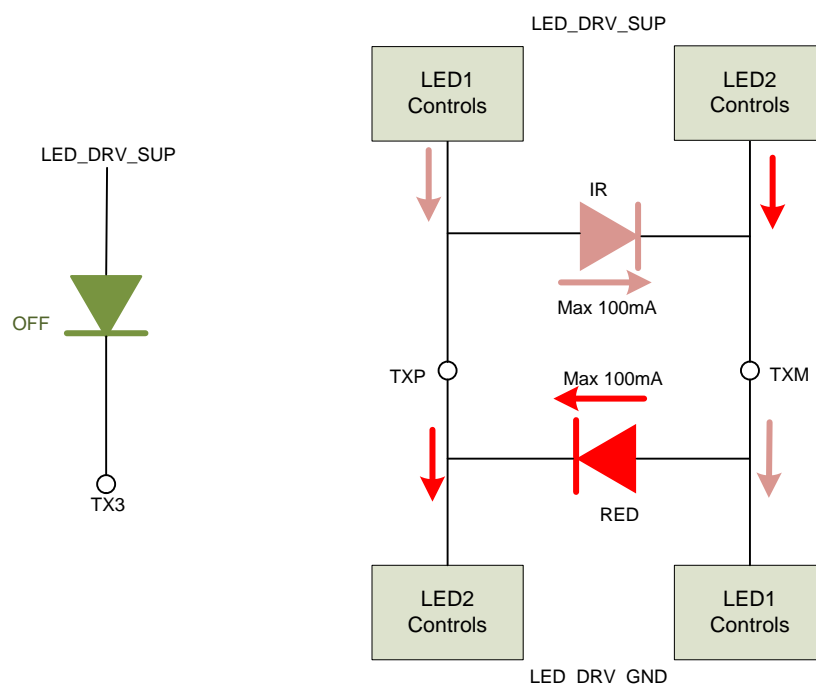 LED_DRV_SUP
LED1
Controls
LED2
Controls
LED_DRV_SUP
IR
OFF
Max 100mA
TXP
Max 100mA
TXM
TX3
RED
LED2
Controls
LED1
Controls
LED_DRV_GND